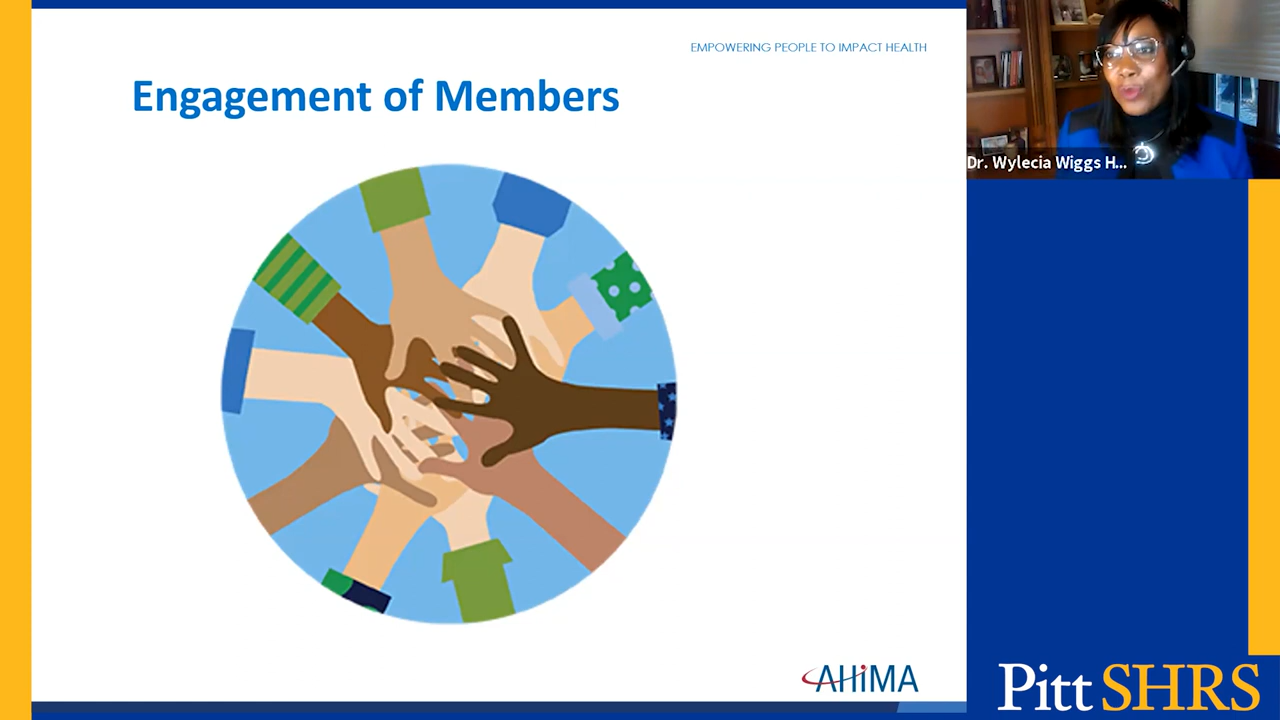 EMPOWERING PEOPLE TO IMPACT HEALTH
Engagement of Members
Dr. Wylecia Wiggs H...
AHIMA
Pitt SHRS